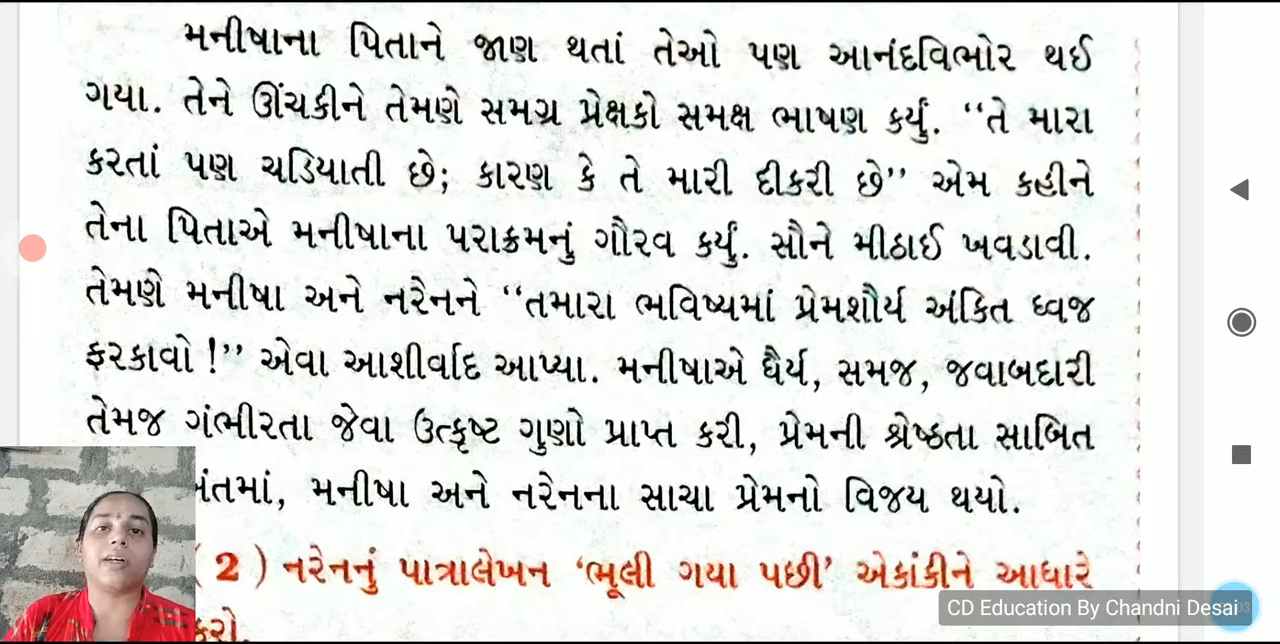 મનીષાના પિતાને જાણ થતાં તેઓ પણ આનંદવિભોર થઈ
ગયા. તેને ઊંચકીને તેમણે સમગ્ર પ્રેક્ષકો સમક્ષ ભાષણ કર્યું. “તે મારા
કરતાં પણ ચડિયાતી છે; કારણ કે તે મારી દીકરી છે” એમ કહીને
તેના પિતાએ મનીષાના પરાક્રમનું ગૌરવ કર્યું. સૌને મીઠાઈ ખવડાવી.
તેમણે મનીષા અને નરેનને “તમારા ભવિષ્યમાં પ્રેમશૌર્ય અંકિત ધ્વજ
ફરકાવો !” એવા આશીર્વાદ આપ્યા. મનીષાએ ધૈર્ય, સમજ, જવાબદારી
તેમજ ગંભીરતા જેવા ઉત્કૃષ્ટ ગુણો પ્રાપ્ત કરી, પ્રેમની શ્રેષ્ઠતા સાબિત
મનીષા અને નરેનના સાચા પ્રેમનો વિજય થયો.
( 2 ) નરેનનું પાત્રાલેખન ‘ભૂલી ગયા પછી’ એકાંકીને આધારે
કરો.
CD Education By Chandni Desai